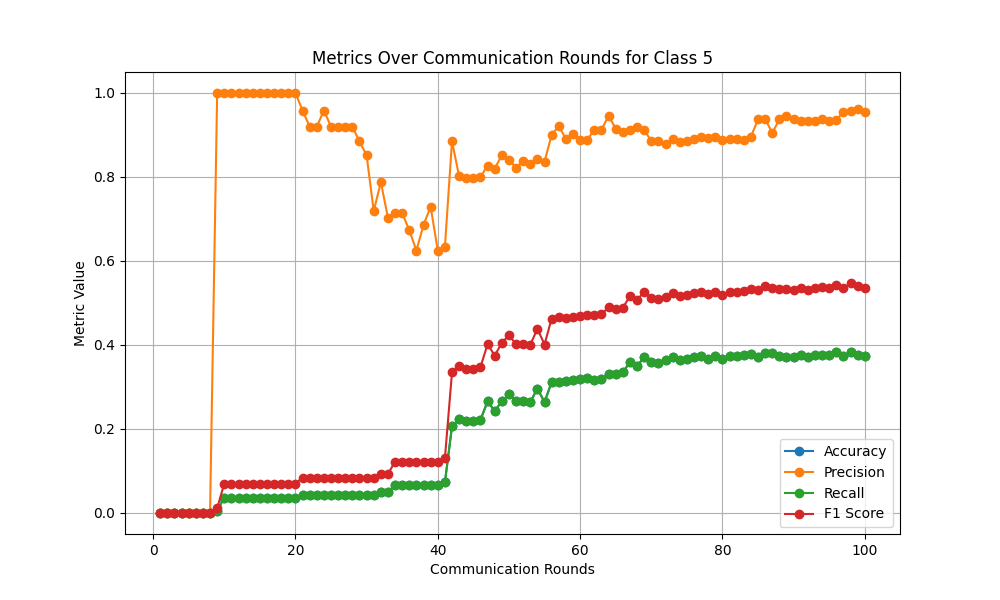 Metrics Over Communication Rounds for Class 5
1.0
0.8
0.6
0.4
0.2
0.0
Metric Value
Accuracy
Precision
Recall
F1 Score
0 20 40 60 80 100
Communication Rounds